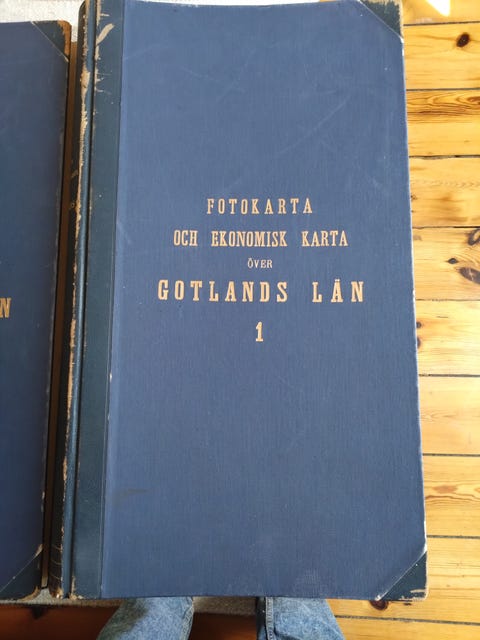 FOTOKARTA
OCH EKONOMISK KARTA
ÖVER
GOTLANDS LÄN
1
N